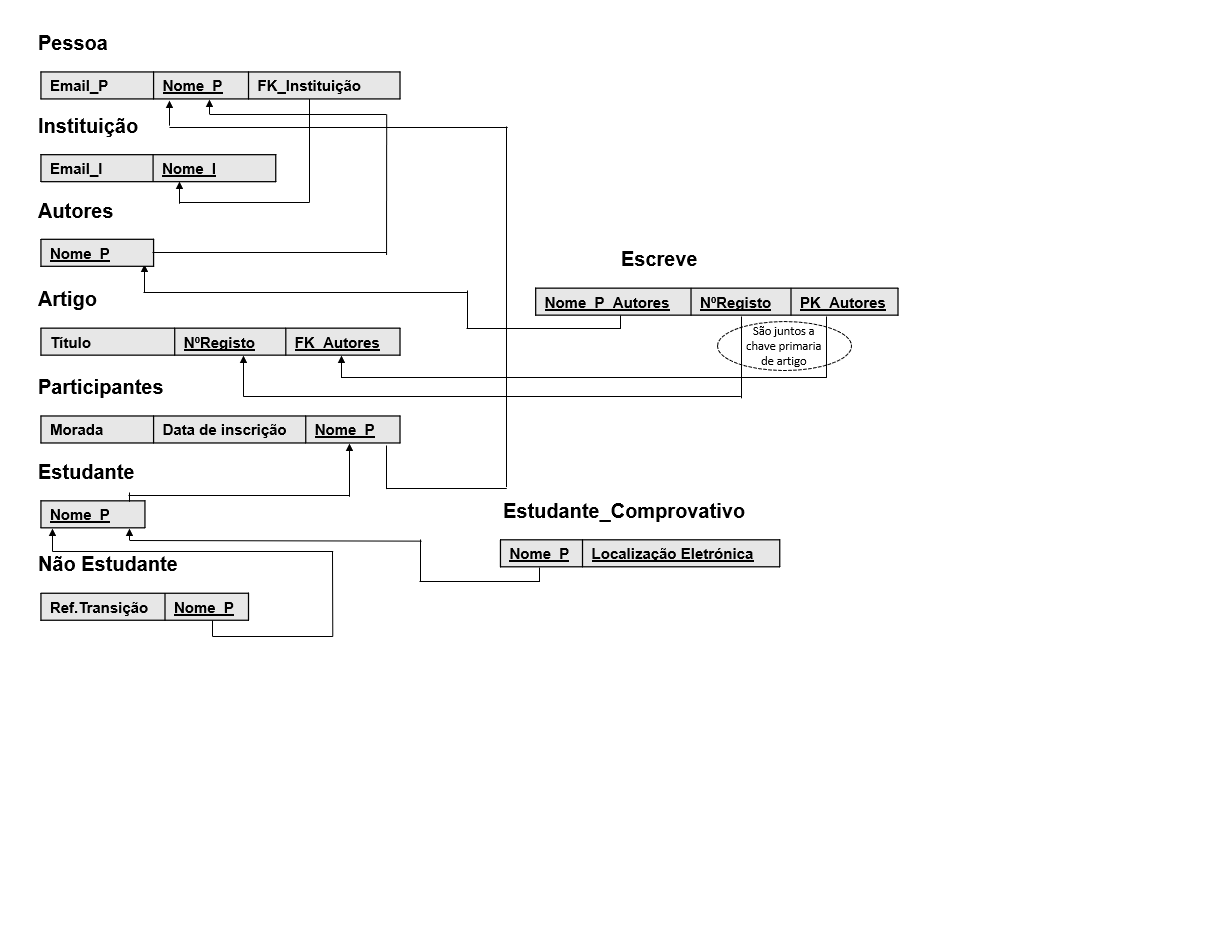 Pessoa
Email_P Nome_P FK_Instituição
Instituição
Email_I Nome_I
Autores
Nome_P
Escreve
Nome_P_Autores NºRegisto PK_Autores
São juntos a
chave primaria
de artigo
Artigo
Título NºRegisto FK_Autores
Participantes
Morada Data de inscrição Nome_P
Estudante
Nome_P
Estudante_Comprovativo
Nome_P Localização Eletrónica
Não Estudante
Ref.Transição Nome_P